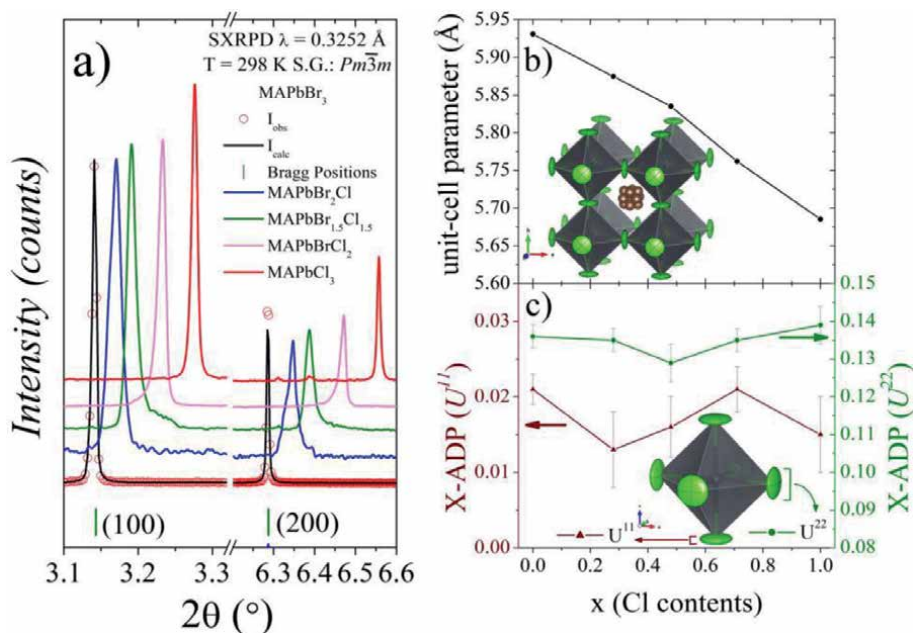 a)
SXRPD λ = 0.3252 Å
T = 298 K S.G.: Pm3̅m
MAPbBr₃
I_obs
I_calc
Bragg Positions
MAPbBr₂Cl
MAPbBr₁.₅Cl₁.₅
MAPbBrCl₂
MAPbCl₃
Intensity (counts)
(100)
(200)
3.1 3.2 3.3 6.3 6.4 6.5 6.6
2θ (°)
b)
unit-cell parameter (Å)
5.95
5.90
5.85
5.80
5.75
5.70
5.65
5.60
c)
X-ADP (U¹¹)
0.03
0.02
0.01
0.00
0.15
0.14
0.13
0.12
0.11
0.10
0.09
0.08
X-ADP (U²²)
U¹¹
U²²
0.0 0.2 0.4 0.6 0.8 1.0
x (Cl contents)